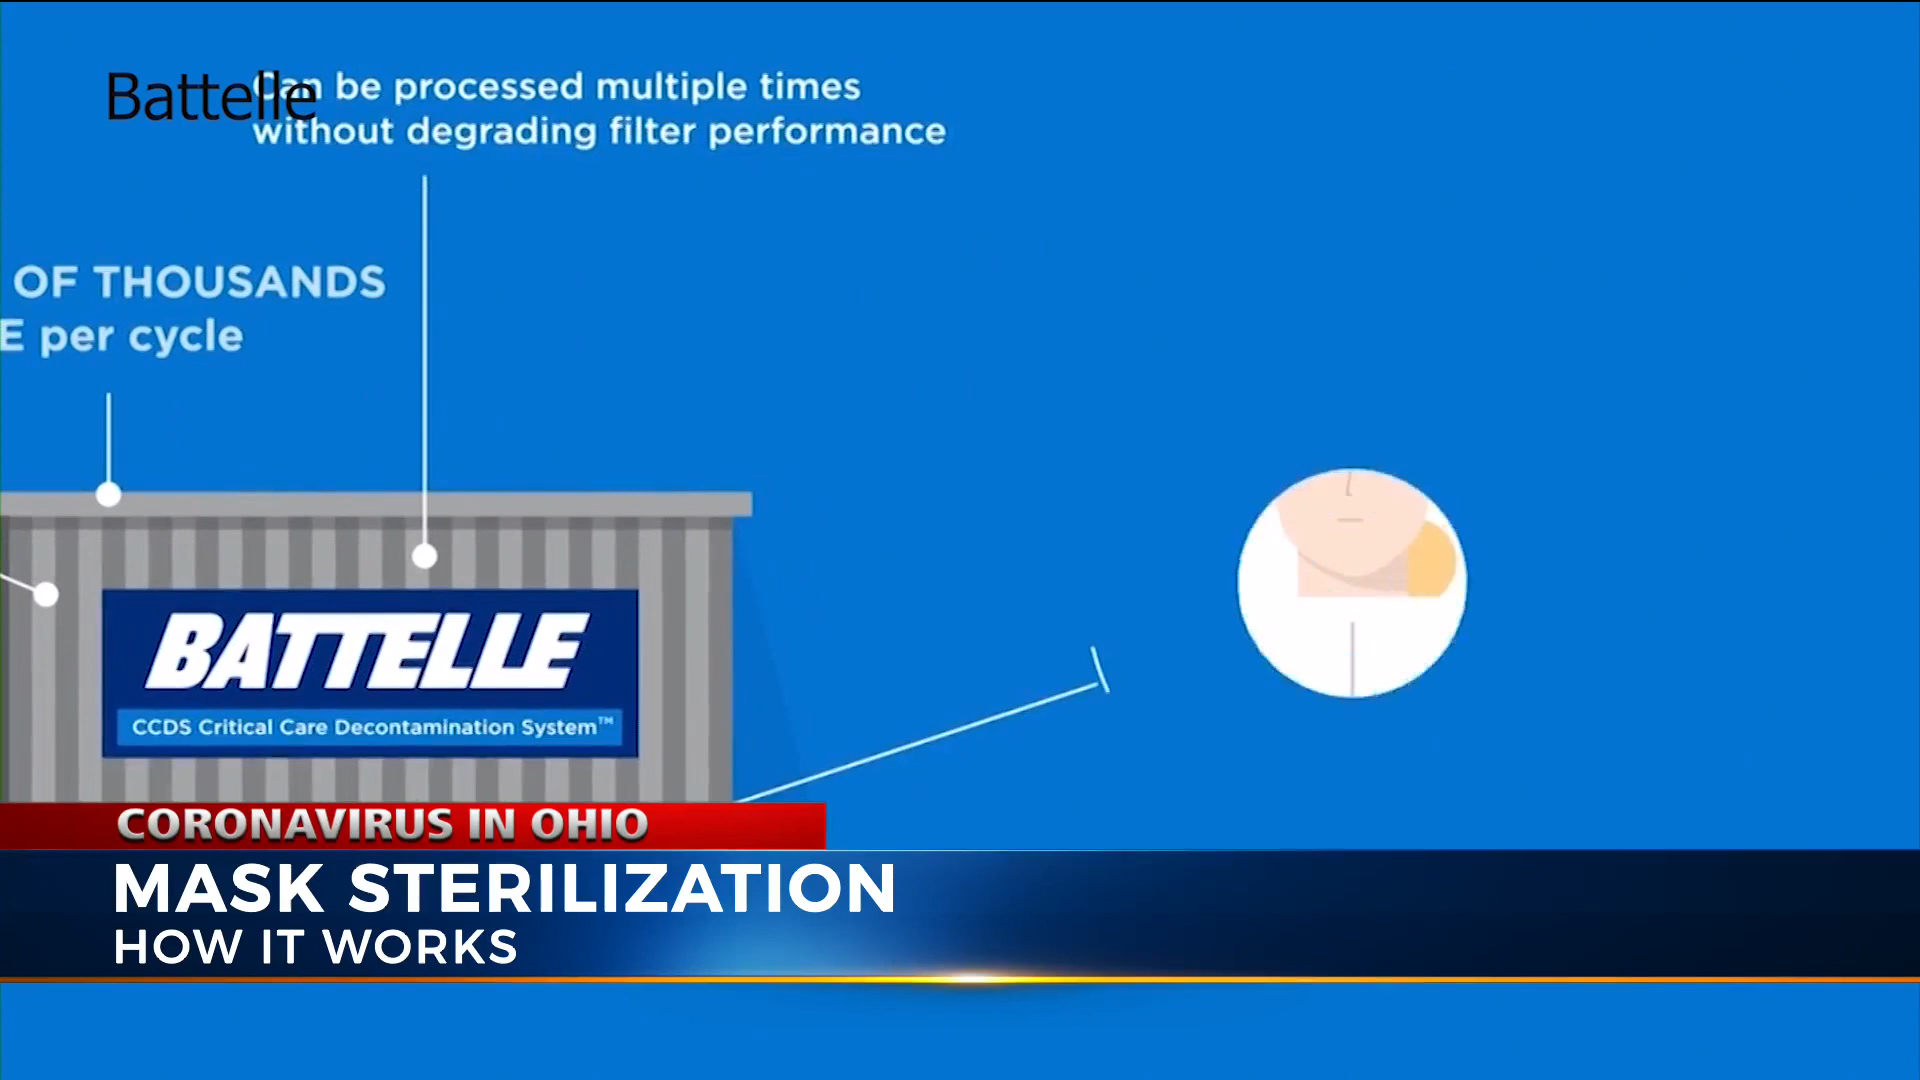 Battelle
Can be processed multiple times
without degrading filter performance
OF THOUSANDS
E per cycle
BATTELLE
CCDS Critical Care Decontamination System™
CORONAVIRUS IN OHIO
MASK STERILIZATION
HOW IT WORKS